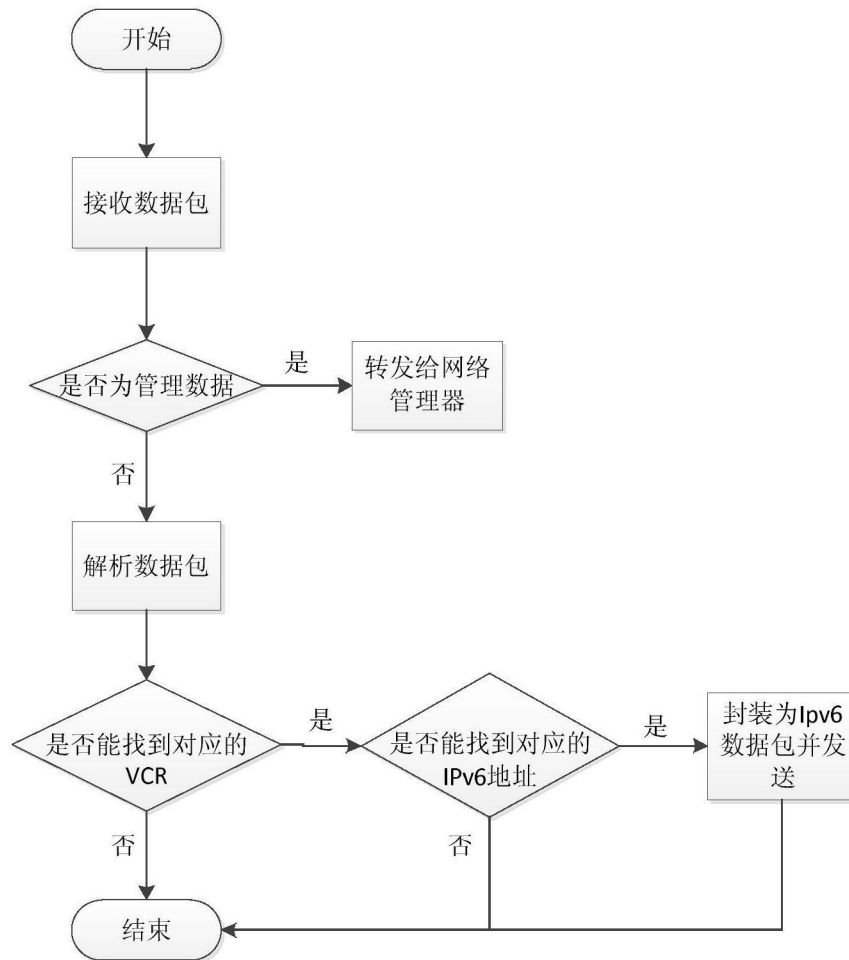 开始
接收数据包
是否为管理数据
是
转发给网络
管理器
否
解析数据包
是否能找到对应的
VCR
是
是否能找到对应的
IPv6地址
是
封装为Ipv6
数据包并发
送
否
否
结束